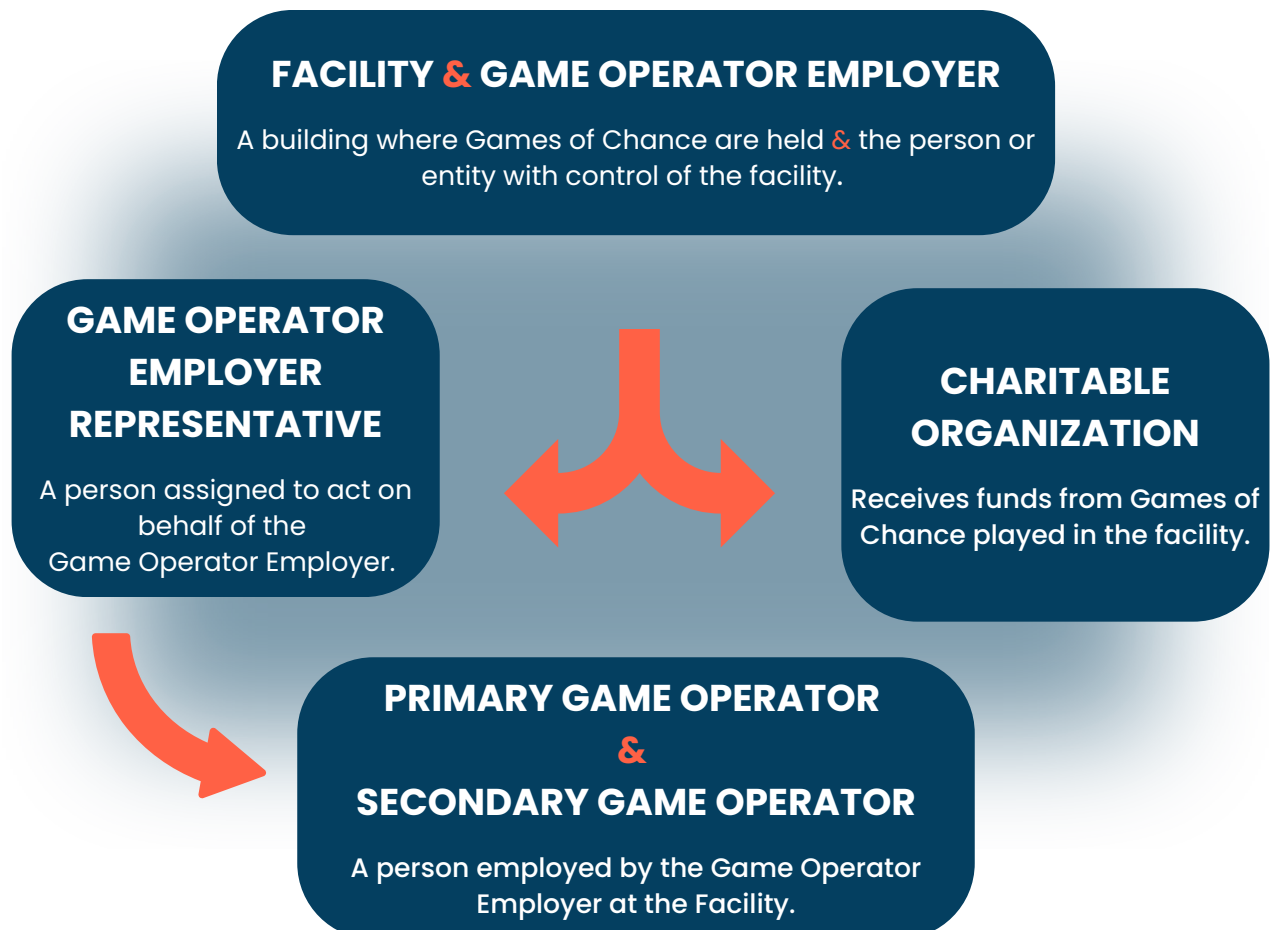 FACILITY & GAME OPERATOR EMPLOYER
A building where Games of Chance are held & the person or
entity with control of the facility.
GAME OPERATOR
EMPLOYER
REPRESENTATIVE
A person assigned to act on
behalf of the
Game Operator Employer.
CHARITABLE
ORGANIZATION
Receives funds from Games of
Chance played in the facility.
PRIMARY GAME OPERATOR
&
SECONDARY GAME OPERATOR
A person employed by the Game Operator
Employer at the Facility.